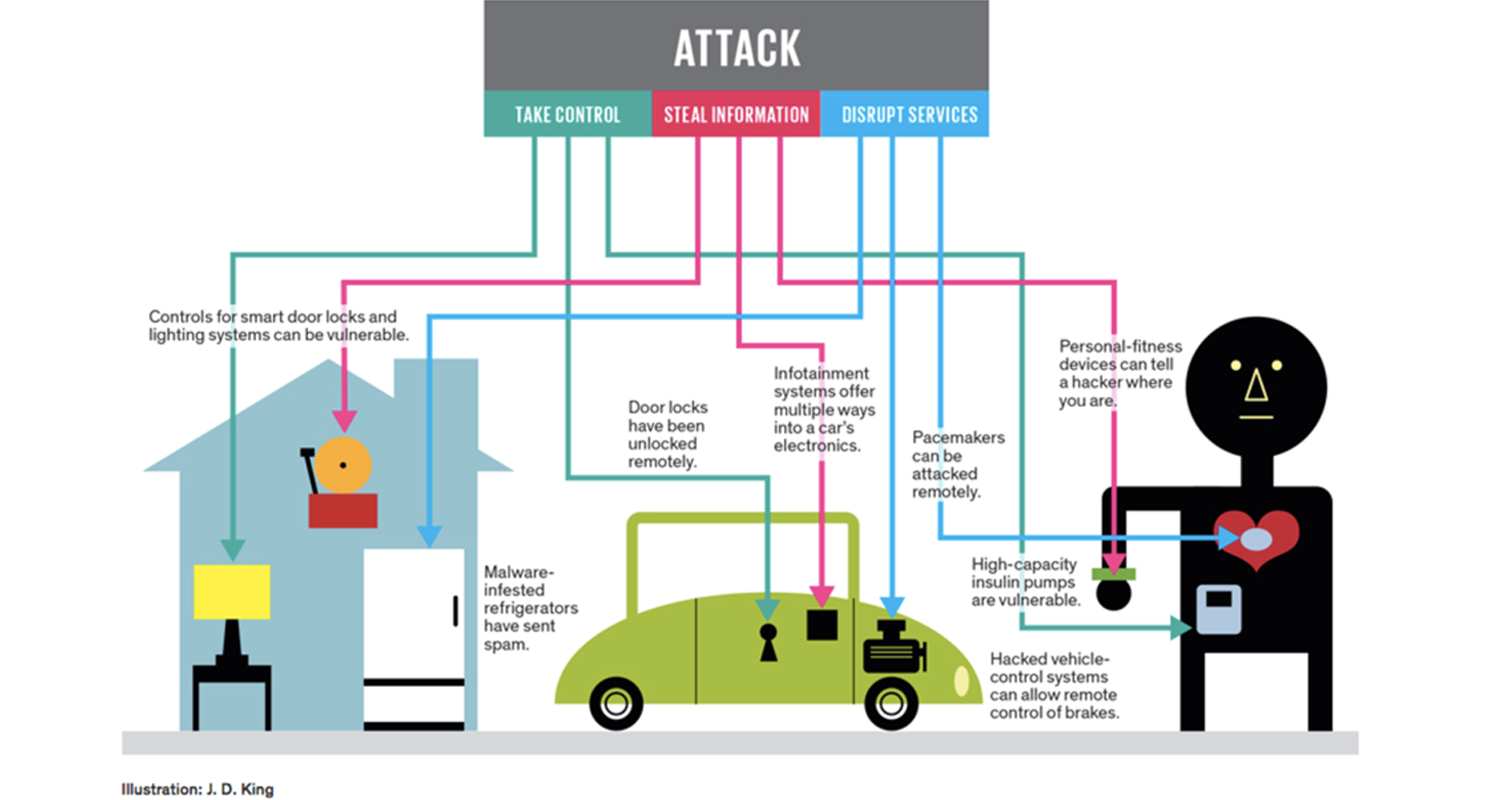 ATTACK
TAKE CONTROL
STEAL INFORMATION
DISRUPT SERVICES
Controls for smart door locks and
lighting systems can be vulnerable.
Malware-
infested
refrigerators
have sent
spam.
Door locks
have been
unlocked
remotely.
Infotainment
systems offer
multiple ways
into a car's
electronics.
Pacemakers
can be
attacked
remotely.
Personal-fitness
devices can tell
a hacker where
you are.
High-capacity
insulin pumps
are vulnerable.
Hacked vehicle-
control systems
can allow remote
control of brakes.
Illustration: J. D. King